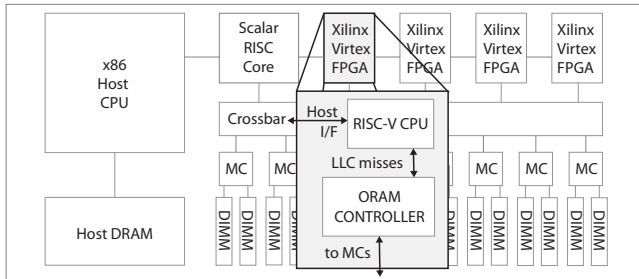 x86
Host
CPU
Scalar
RISC
Core
Xilinx
Virtex
FPGA
Xilinx
Virtex
FPGA
Xilinx
Virtex
FPGA
Xilinx
Virtex
FPGA
Crossbar
Host
I/F
RISC-V CPU
LLC misses
MC
MC
MC
MC
MC
ORAM
CONTROLLER
Host DRAM
DIMM
DIMM
DIMM
DIMM
DIMM
DIMM
DIMM
DIMM
DIMM
DIMM
DIMM
to MCs